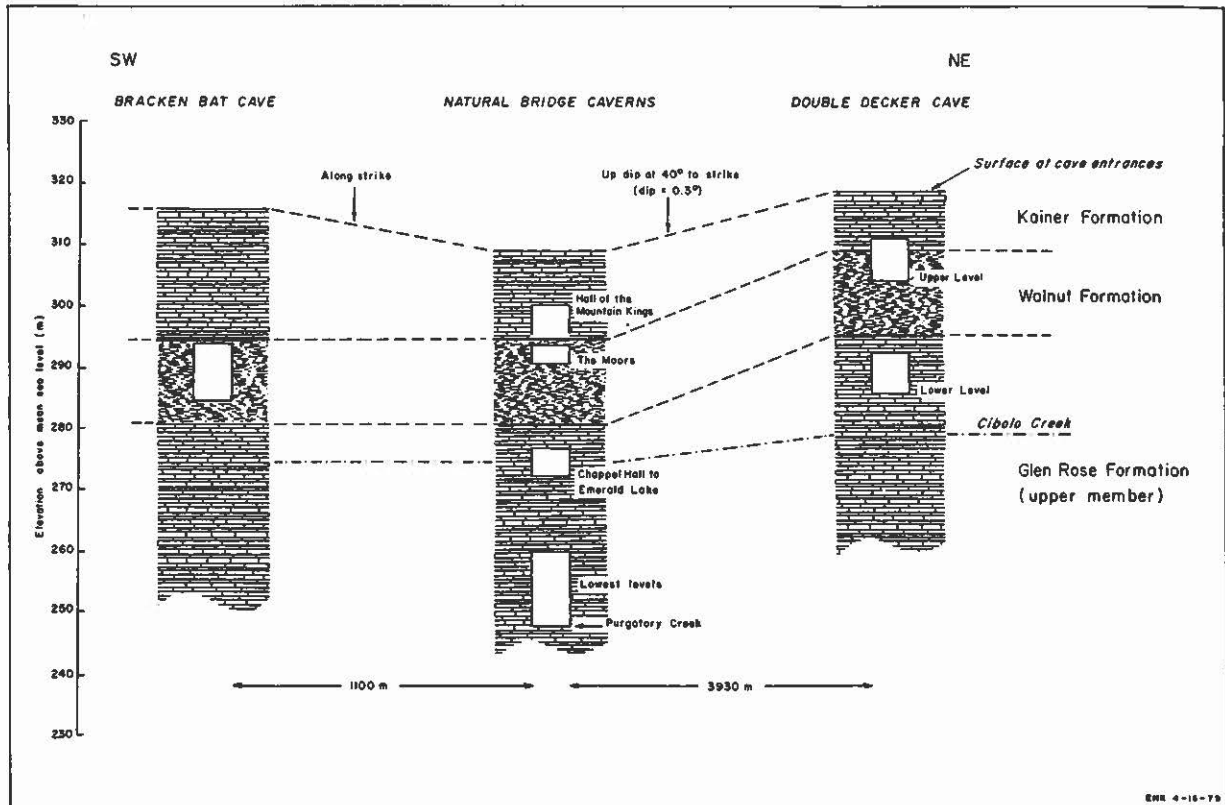 SW
NE
BRACKEN BAT CAVE
NATURAL BRIDGE CAVERNS
DOUBLE DECKER CAVE
Elevation above mean sea level (m)
330
320
310
300
290
280
270
260
250
240
230
Along strike
Up dip at 40° to strike
(dip = 0.3°)
Surface at cave entrances
Kainer Formation
Walnut Formation
Cibolo Creek
Glen Rose Formation
(upper member)
Hall of the
Mountain Kings
The Moors
Chappel Hall to
Emerald Lake
Lowest levels
Purgatory Creek
Upper Level
Lower Level
1100 m
3930 m
4-15-79